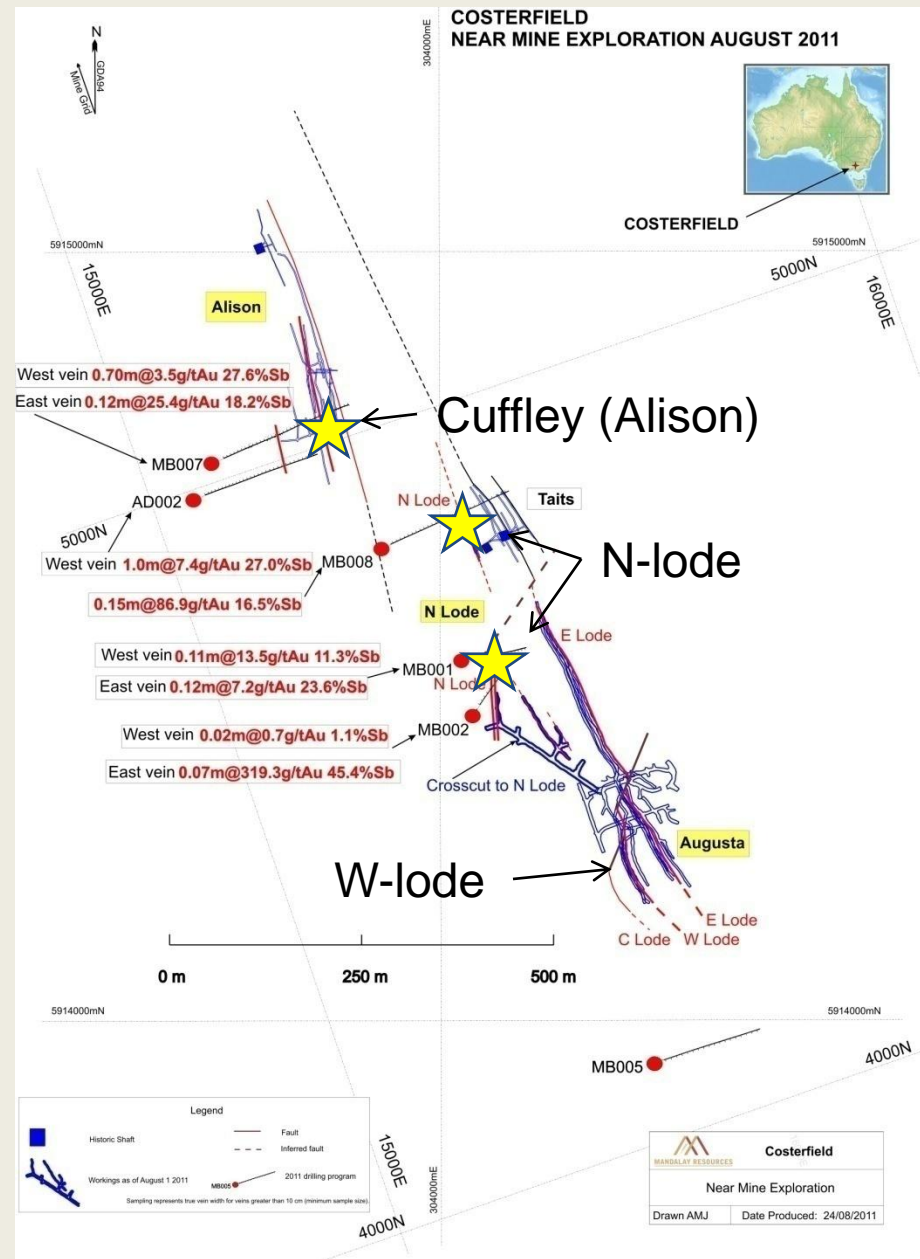 COSTERFIELD
NEAR MINE EXPLORATION AUGUST 2011
N
GDA94
Mine Grid
304000mE
COSTERFIELD
5915000mN
5915000mN
15000E
5000N
16000E
Alison
West vein 0.70m@3.5g/tAu 27.6%Sb
East vein 0.12m@25.4g/tAu 18.2%Sb
Cuffley (Alison)
MB007
AD002
N Lode
Taits
5000N
West vein 1.0m@7.4g/tAu 27.0%Sb
MB008
N-lode
0.15m@86.9g/tAu 16.5%Sb
N Lode
E Lode
West vein 0.11m@13.5g/tAu 11.3%Sb
MB001
East vein 0.12m@7.2g/tAu 23.6%Sb
N Lode
West vein 0.02m@0.7g/tAu 1.1%Sb
MB002
East vein 0.07m@319.3g/tAu 45.4%Sb
Crosscut to N Lode
Augusta
W-lode
E Lode
C Lode
W Lode
0 m
250 m
500 m
5914000mN
5914000mN
MB005
4000N
Legend
Historic Shaft
Fault
Inferred fault
Workings as of August 1 2011
MB005
2011 drilling program
Sampling represents true vein width for veins greater than 10 cm (minimum sample size).
15000E
4000N
304000mE
MANDALAY RESOURCES
Costerfield
Near Mine Exploration
Drawn AMJ
Date Produced: 24/08/2011